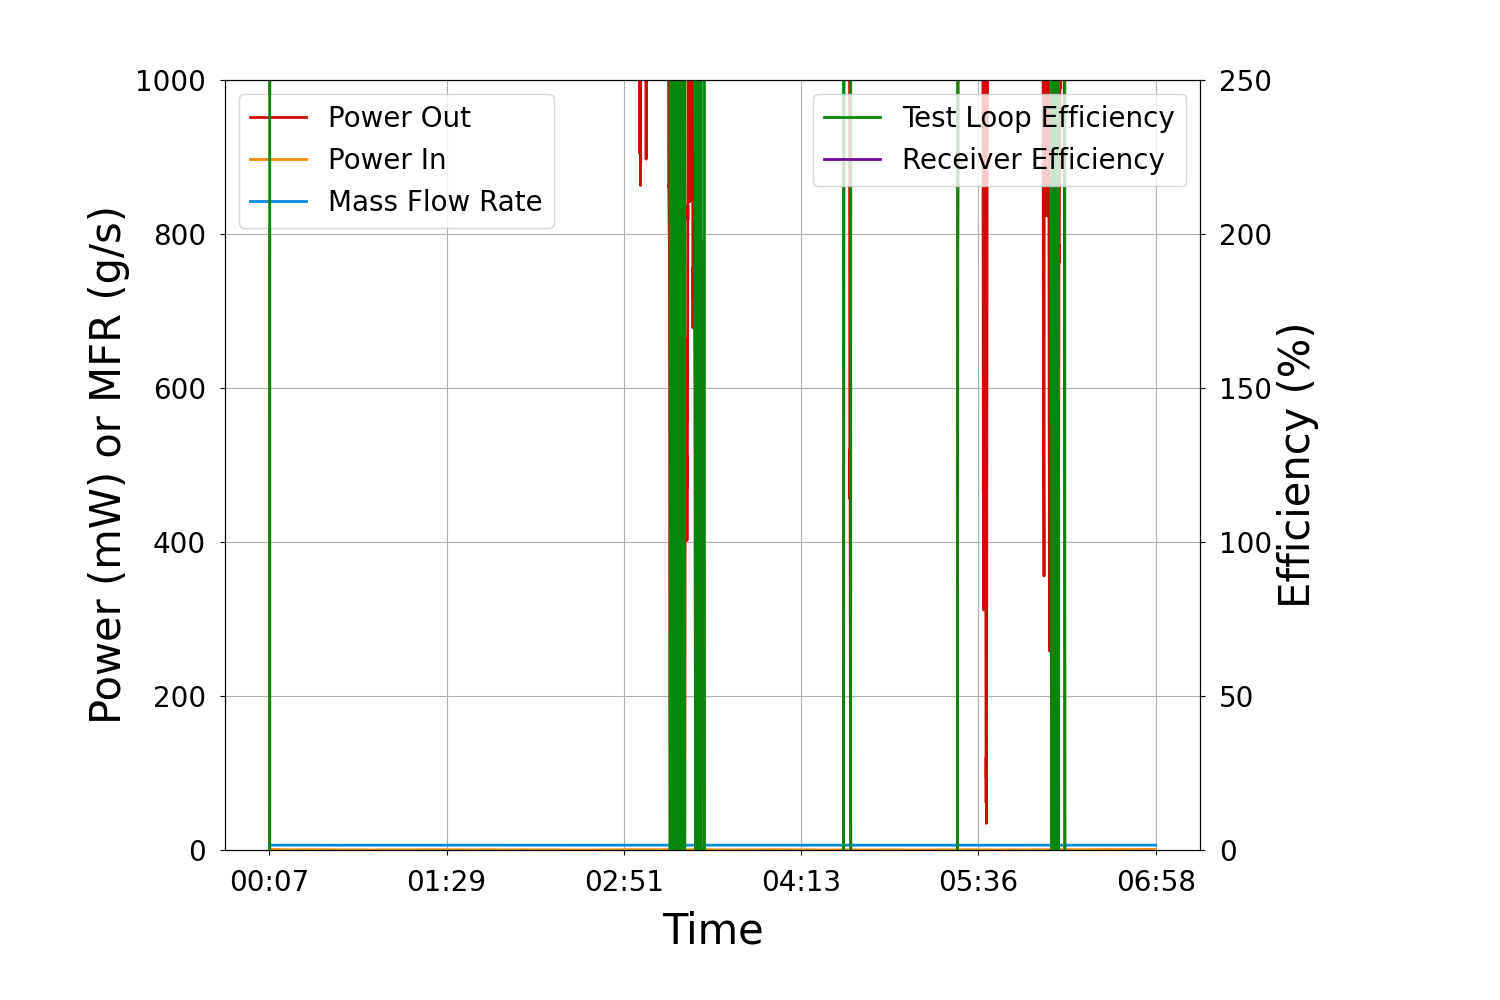 1000
800
600
400
200
0
Power (mW) or MFR (g/s)
Power Out
Power In
Mass Flow Rate
Test Loop Efficiency
Receiver Efficiency
250
200
150
100
50
0
Efficiency (%)
00:07 01:29 02:51 04:13 05:36 06:58
Time